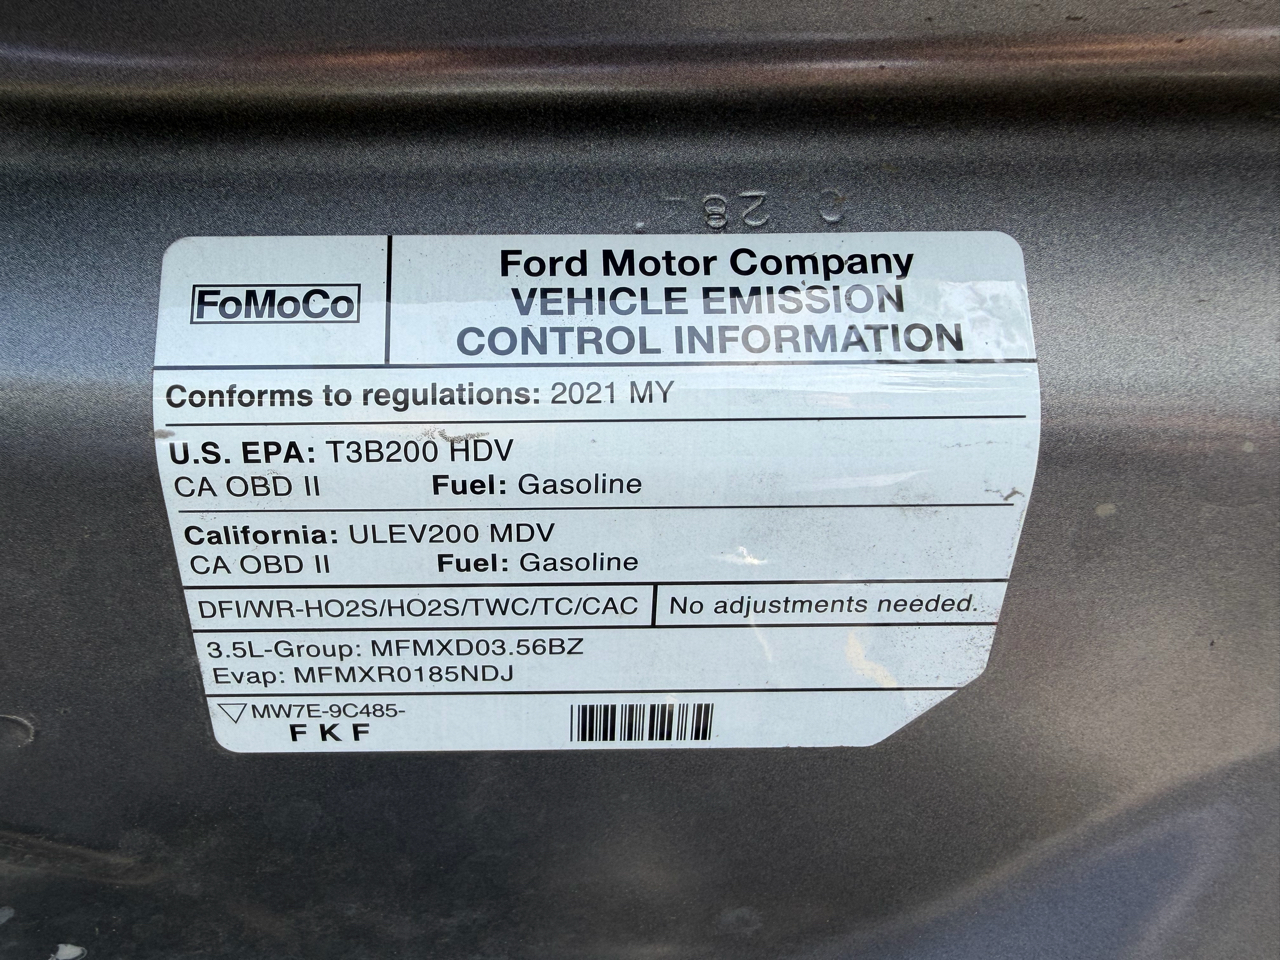 FoMoCo
Ford Motor Company
VEHICLE EMISSION
CONTROL INFORMATION
Conforms to regulations: 2021 MY
U.S. EPA: T3B200 HDV
CA OBD II Fuel: Gasoline
California: ULEV200 MDV
CA OBD II Fuel: Gasoline
DFI/WR-HO2S/HO2S/TWC/TC/CAC No adjustments needed.
3.5L-Group: MFMXD03.56BZ
Evap: MFMXR0185NDJ
MW7E-9C485-
F K F